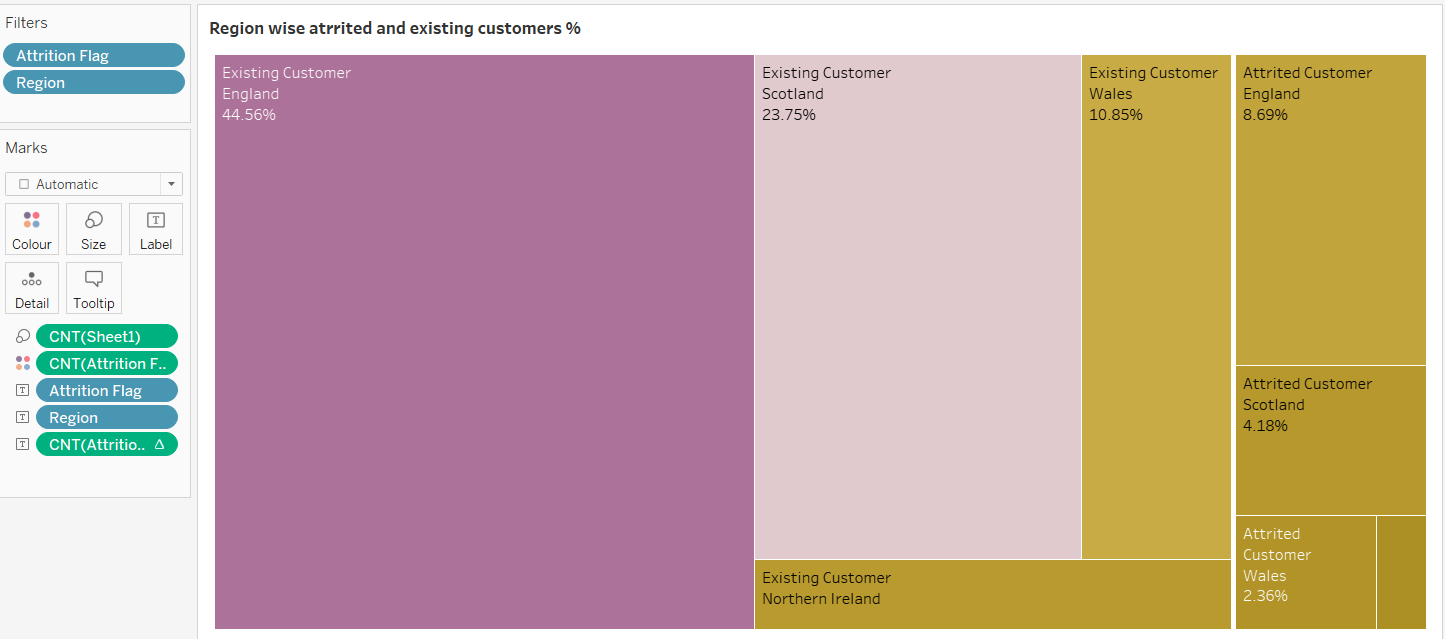 Filters
Attrition Flag
Region
Marks
Automatic
Colour
Size
Label
Detail
Tooltip
CNT(Sheet1)
CNT(Attrition F..
Attrition Flag
Region
CNT(Attritio..
Region wise atrrited and existing customers %
Existing Customer
England
44.56%
Existing Customer
Scotland
23.75%
Existing Customer
Wales
10.85%
Existing Customer
Northern Ireland
Attrited Customer
England
8.69%
Attrited Customer
Scotland
4.18%
Attrited
Customer
Wales
2.36%